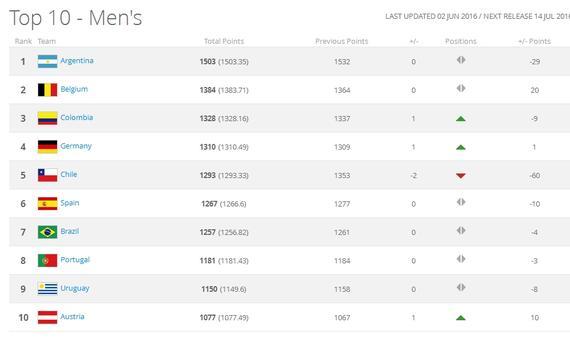 Top 10 - Men's
LAST UPDATED 02 JUN 2016 / NEXT RELEASE 14 JUL 2016
Rank Team Total Points Previous Points +/- Positions +/- Points
1 Argentina 1503 (1503.35) 1532 0 -29
2 Belgium 1384 (1383.71) 1364 0 20
3 Colombia 1328 (1328.16) 1337 1 -9
4 Germany 1310 (1310.49) 1309 1 1
5 Chile 1293 (1293.33) 1353 -2 -60
6 Spain 1267 (1266.6) 1277 0 -10
7 Brazil 1257 (1256.82) 1261 0 -4
8 Portugal 1181 (1181.43) 1184 0 -3
9 Uruguay 1150 (1149.6) 1158 0 -8
10 Austria 1077 (1077.49) 1067 1 10